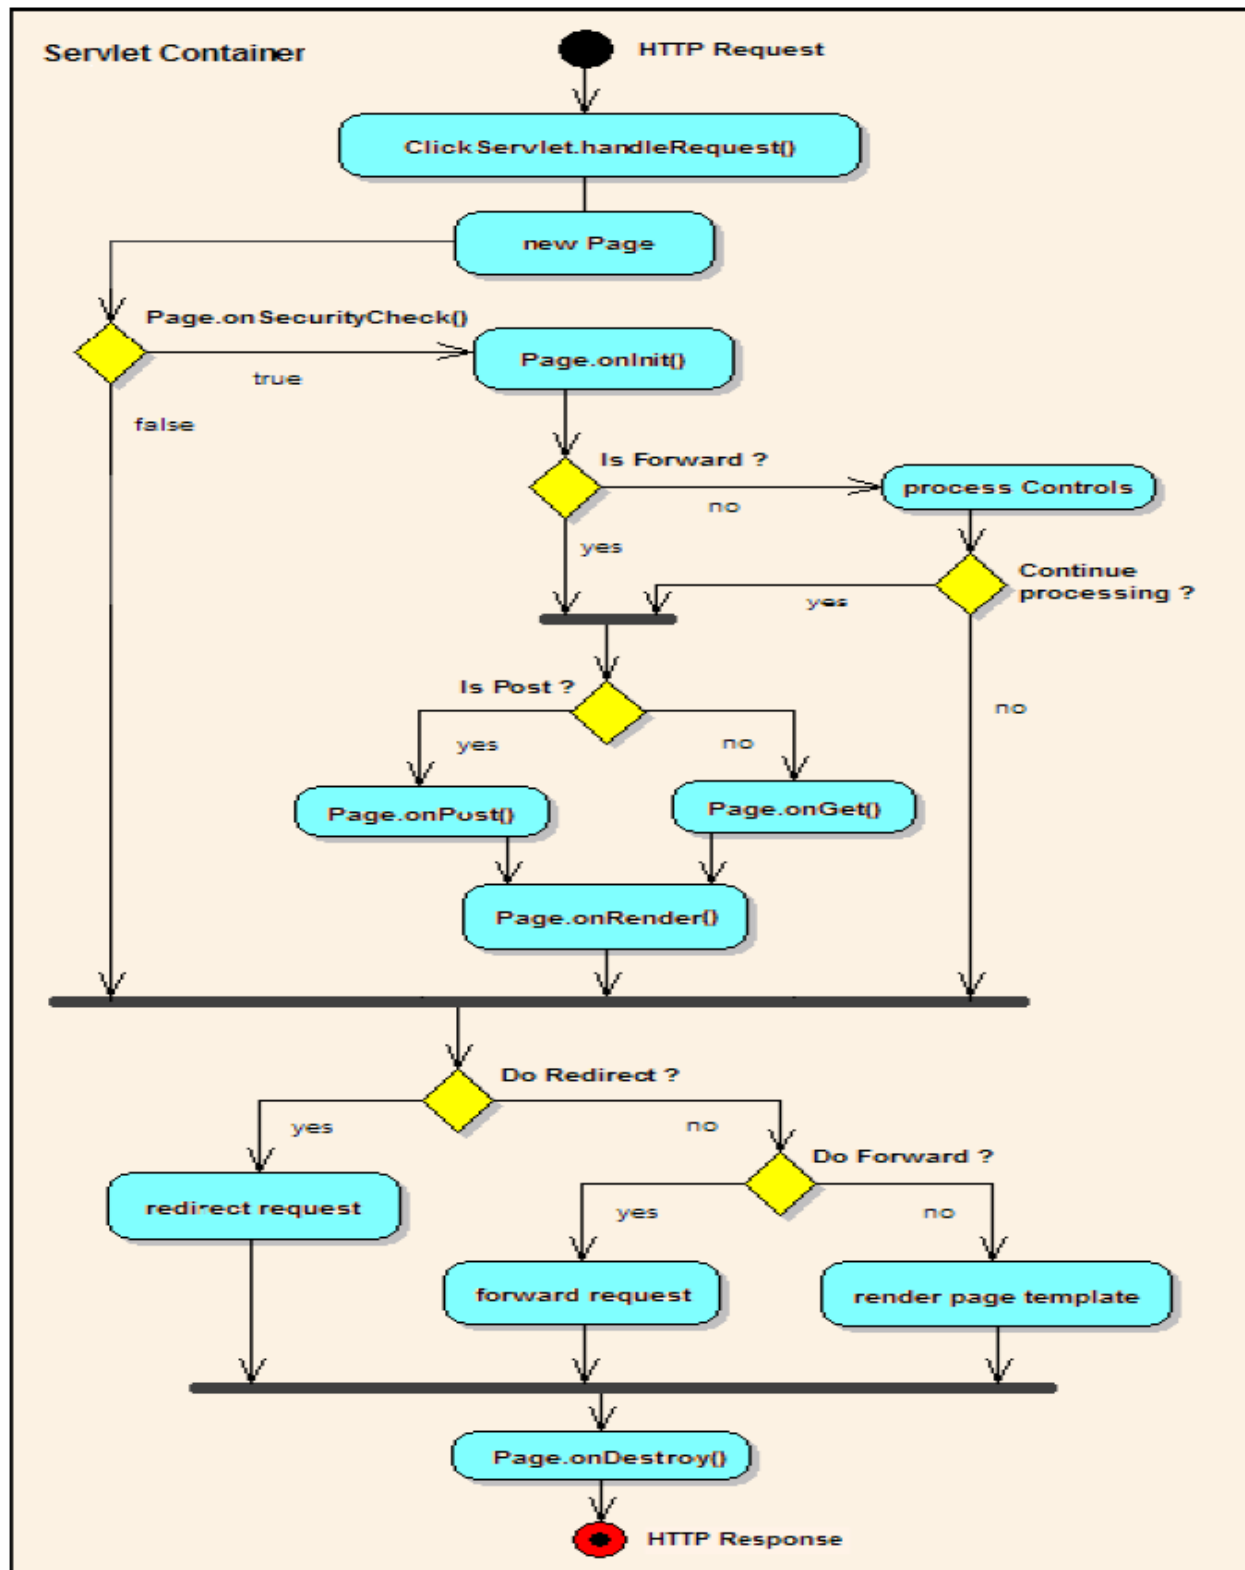 Servlet Container
HTTP Request
ClickServlet.handleRequest()
new Page
Page.onSecurityCheck()
true
false
Page.onInit()
Is Forward ?
no
yes
process Controls
Continue
processing ?
yes
no
Is Post ?
yes
no
Page.onPost()
Page.onGet()
Page.onRender()
Do Redirect ?
yes
no
Do Forward ?
redirect request
yes
no
forward request
render page template
Page.onDestroy()
HTTP Response